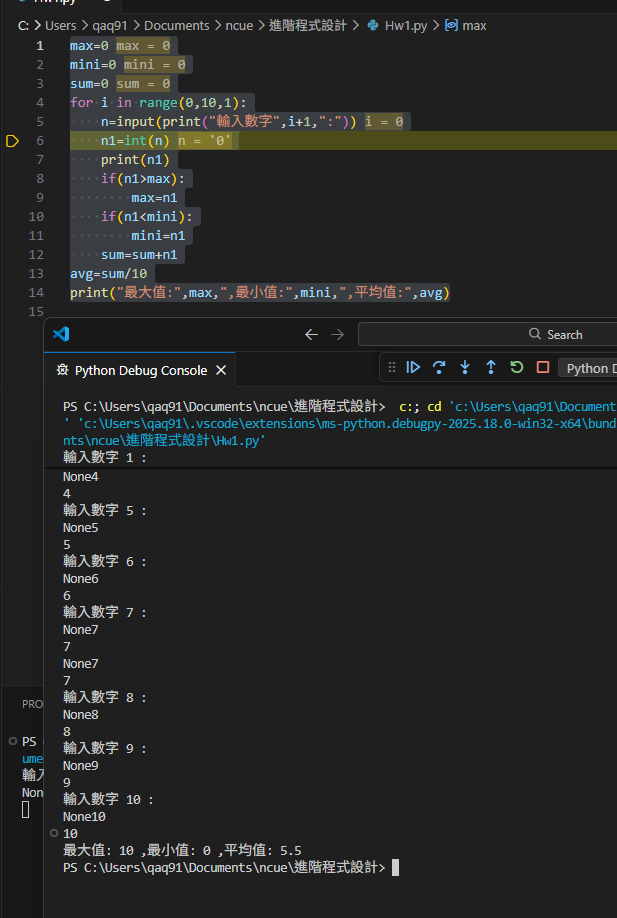 C: > Users > qaq91 > Documents > ncue > 進階程式設計 > Hw1.py > max
1 max=0 max = 0
2 mini=0 mini = 0
3 sum=0 sum = 0
4 for i in range(0,10,1):
5 n=input(print("輸入數字",i+1,":")) i = 0
6 n1=int(n) n = '0'
7 print(n1)
8 if(n1>max):
9 max=n1
10 if(n1<mini):
11 mini=n1
12 sum=sum+n1
13 avg=sum/10
14 print("最大值:",max,",最小值:",mini,",平均值:",avg)
15
Search
Python Debug Console
Python D
PS C:\Users\qaq91\Documents\ncue\進階程式設計> c:; cd 'c:\Users\qaq91\Document
' 'c:\Users\qaq91\.vscode\extensions\ms-python.debugpy-2025.18.0-win32-x64\bund
nts\ncue\進階程式設計\Hw1.py'
輸入數字 1 :
None4
4
輸入數字 5 :
None5
5
輸入數字 6 :
None6
6
輸入數字 7 :
None7
7
None7
7
輸入數字 8 :
None8
8
輸入數字 9 :
None9
9
輸入數字 10 :
None10
10
最大值: 10 ,最小值: 0 ,平均值: 5.5
PS C:\Users\qaq91\Documents\ncue\進階程式設計>
PRO
PS
ume
輸入
Non